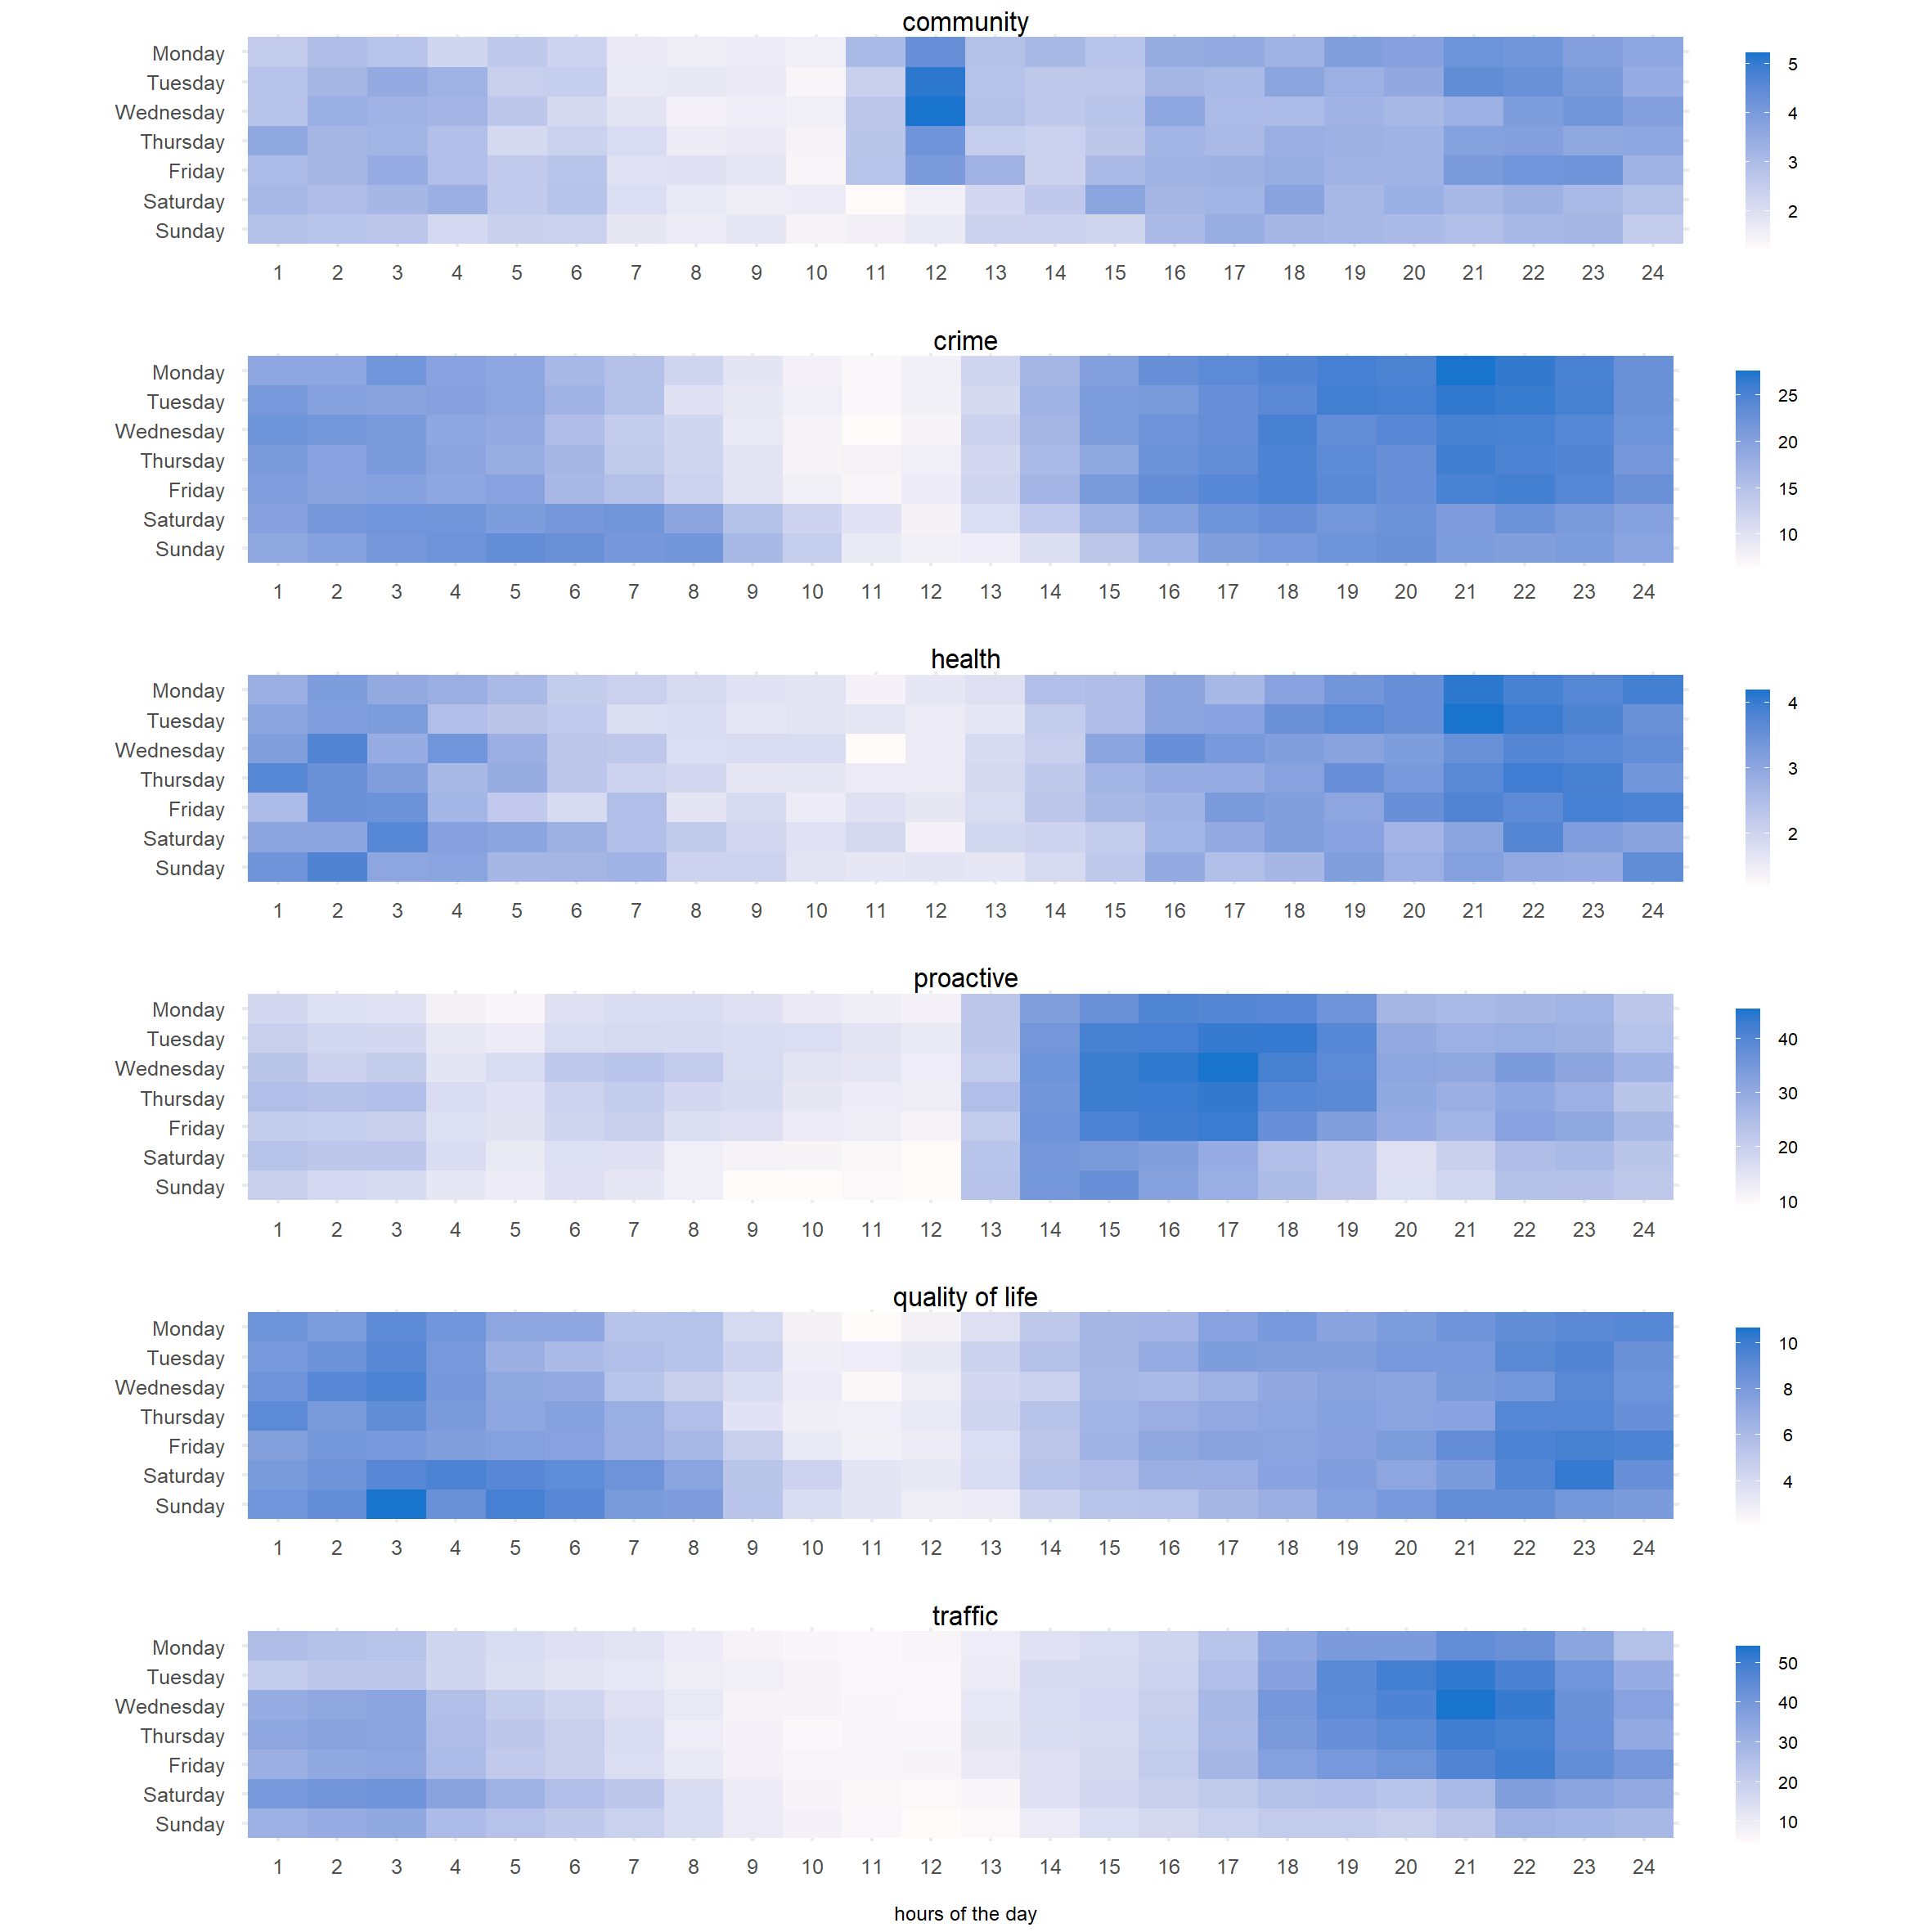 community
Monday
Tuesday
Wednesday
Thursday
Friday
Saturday
Sunday
1 2 3 4 5 6 7 8 9 10 11 12 13 14 15 16 17 18 19 20 21 22 23 24
5
4
3
2
crime
Monday
Tuesday
Wednesday
Thursday
Friday
Saturday
Sunday
1 2 3 4 5 6 7 8 9 10 11 12 13 14 15 16 17 18 19 20 21 22 23 24
25
20
15
10
health
Monday
Tuesday
Wednesday
Thursday
Friday
Saturday
Sunday
1 2 3 4 5 6 7 8 9 10 11 12 13 14 15 16 17 18 19 20 21 22 23 24
4
3
2
proactive
Monday
Tuesday
Wednesday
Thursday
Friday
Saturday
Sunday
1 2 3 4 5 6 7 8 9 10 11 12 13 14 15 16 17 18 19 20 21 22 23 24
40
30
20
10
quality of life
Monday
Tuesday
Wednesday
Thursday
Friday
Saturday
Sunday
1 2 3 4 5 6 7 8 9 10 11 12 13 14 15 16 17 18 19 20 21 22 23 24
10
8
6
4
traffic
Monday
Tuesday
Wednesday
Thursday
Friday
Saturday
Sunday
1 2 3 4 5 6 7 8 9 10 11 12 13 14 15 16 17 18 19 20 21 22 23 24
50
40
30
20
10
hours of the day